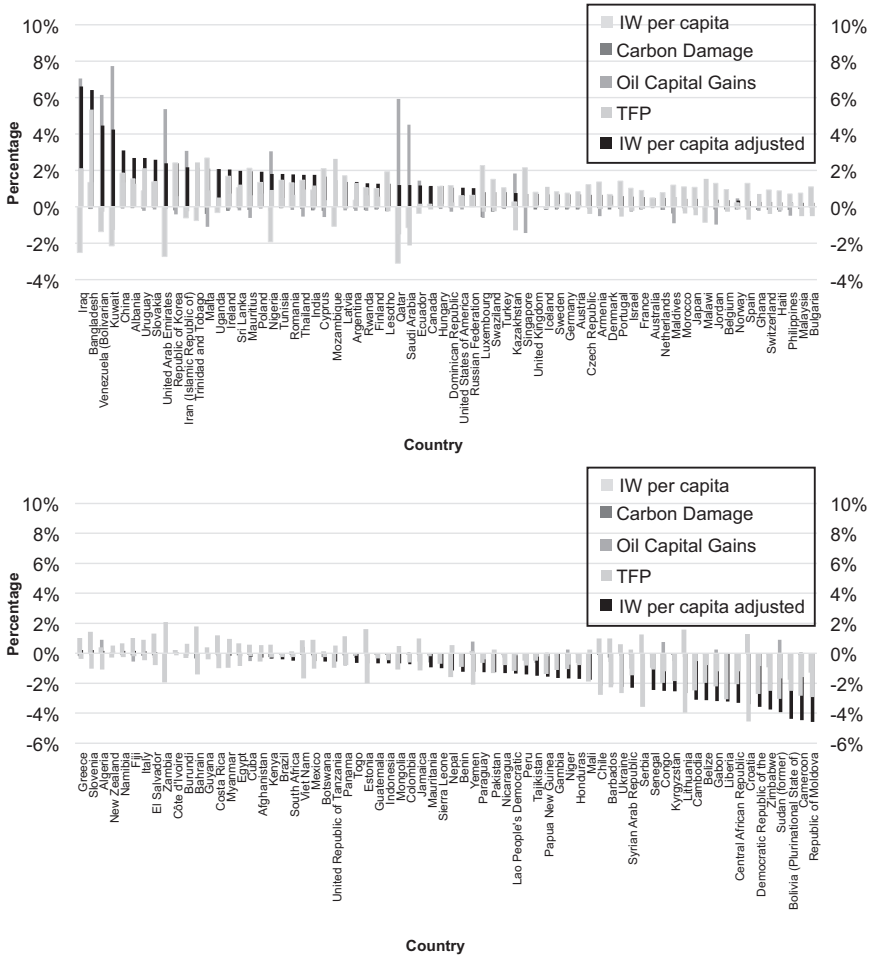 10%
8%
6%
4%
2%
0%
-2%
-4%
Percentage
10%
8%
6%
4%
2%
0%
-2%
-4%
IW per capita
Carbon Damage
Oil Capital Gains
TFP
IW per capita adjusted
Iraq
Bangladesh
Venezuela (Bolivarian
Kuwait
China
Albania
Uruguay
Slovakia
United Arab Emirates
Republic of Korea
Iran (Islamic Republic of)
Trinidad and Tobago
Malta
Uganda
Ireland
Sri Lanka
Mauritius
Poland
Nigeria
Tunisia
Romania
Thailand
India
Cyprus
Mozambique
Latvia
Argentina
Rwanda
Finland
Lesotho
Qatar
Saudi Arabia
Ecuador
Canada
Hungary
Dominican Republic
United States of America
Russian Federation
Luxembourg
Swaziland
Turkey
Kazakhstan
Singapore
United Kingdom
Iceland
Sweden
Germany
Austria
Czech Republic
Armenia
Denmark
Portugal
Israel
France
Australia
Netherlands
Maldives
Morocco
Japan
Malawi
Jordan
Belgium
Norway
Spain
Ghana
Switzerland
Haiti
Philippines
Malaysia
Bulgaria
Country
10%
8%
6%
4%
2%
0%
-2%
-4%
-6%
Percentage
10%
8%
6%
4%
2%
0%
-2%
-4%
-6%
IW per capita
Carbon Damage
Oil Capital Gains
TFP
IW per capita adjusted
Greece
Slovenia
Algeria
New Zealand
Namibia
Fiji
Italy
El Salvador
Zambia
Côte d'Ivoire
Burundi
Bahrain
Guyana
Costa Rica
Myanmar
Egypt
Cuba
Afghanistan
Kenya
Brazil
South Africa
Viet Nam
Mexico
Botswana
United Republic of Tanzania
Panama
Togo
Estonia
Guatemala
Indonesia
Mongolia
Colombia
Jamaica
Mauritania
Sierra Leone
Nepal
Benin
Yemen
Paraguay
Pakistan
Nicaragua
Lao People's Democratic
Peru
Tajikistan
Papua New Guinea
Gambia
Niger
Honduras
Mali
Chile
Barbados
Ukraine
Syrian Arab Republic
Serbia
Senegal
Congo
Kyrgyzstan
Lithuania
Cambodia
Belize
Gabon
Liberia
Central African Republic
Croatia
Democratic Republic of the
Zimbabwe
Sudan (former)
Bolivia (Plurinational State of)
Cameroon
Republic of Moldova
Country